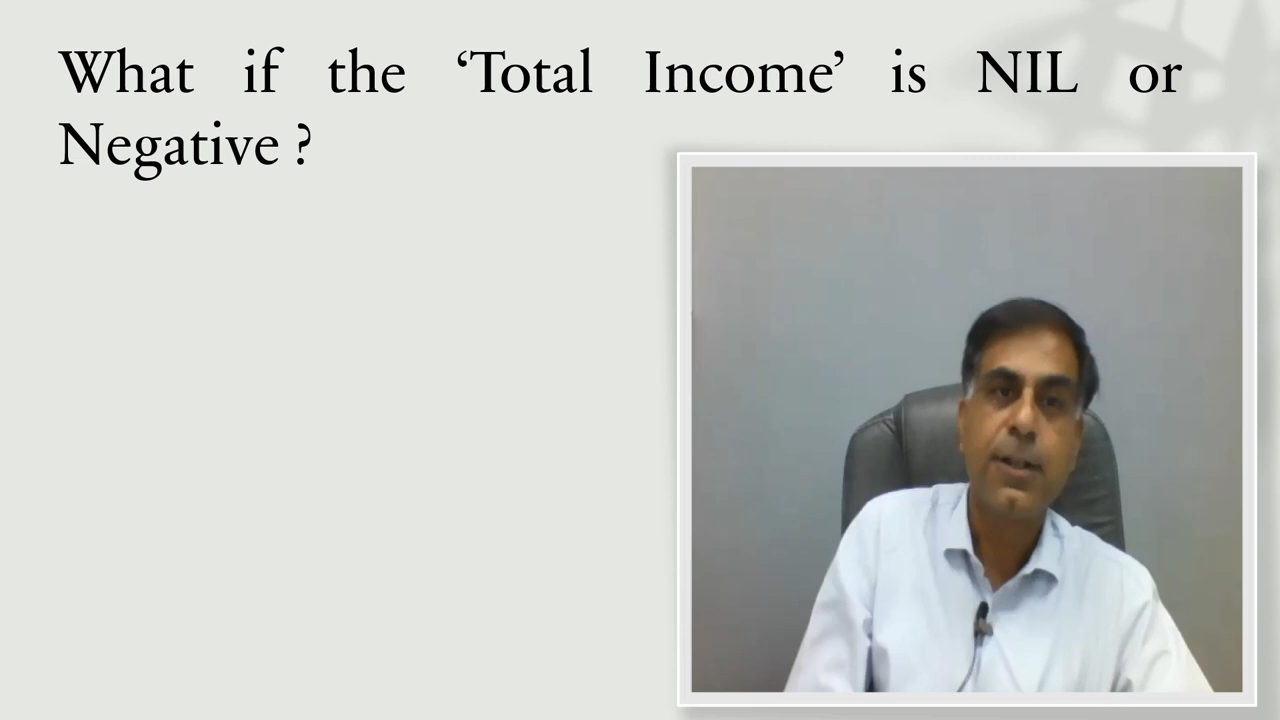 What if the ‘Total Income’ is NIL or
Negative ?